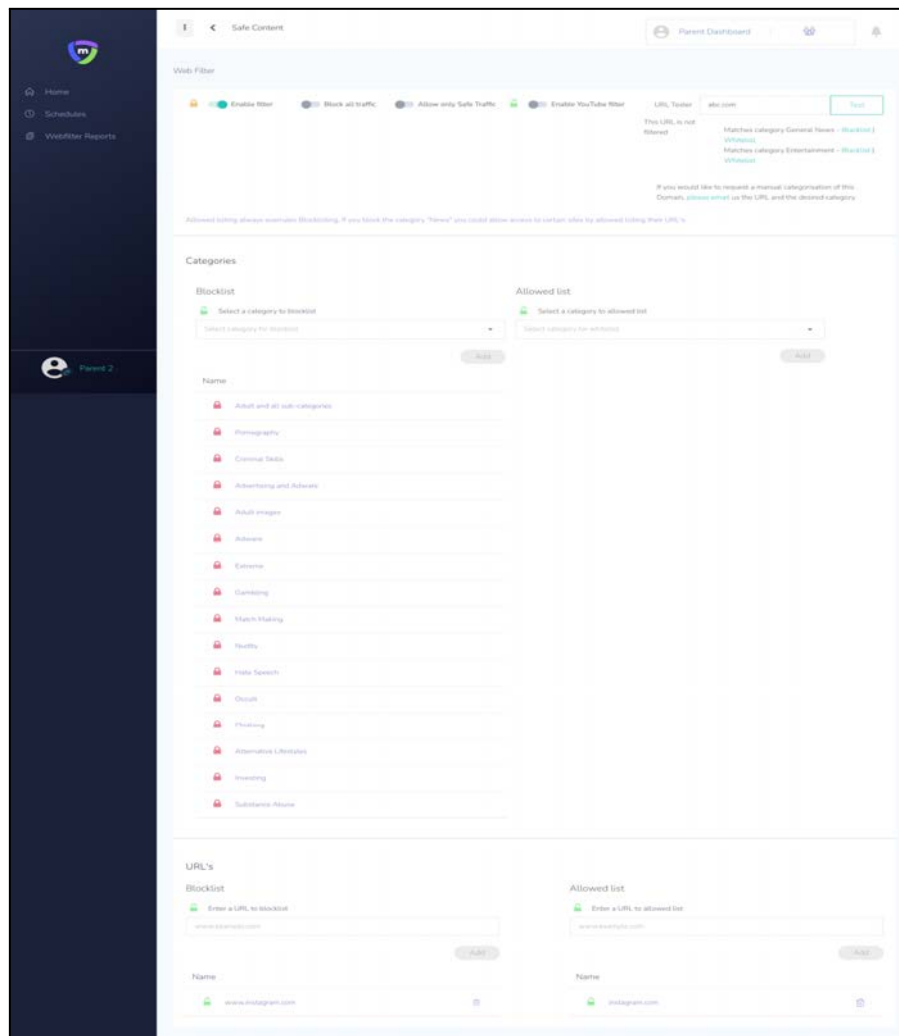 Safe Content
Parent Dashboard
Web Filter
Home
Schedules
Webfilter Reports
Enable filter
Block all traffic
Allow only Safe Traffic
Enable YouTube filter
URL Tester
abc.com
Test
This URL is not
filtered
Matches category General News - Blacklist |
Whitelist
Matches category Entertainment - Blacklist |
Whitelist
If you would like to request a manual categorisation of this
Domain, please email us the URL and the desired category.
Allowed listing always overrules Blocklisting. If you block the category "News" you could allow access to certain sites by allowed listing their URL's
Categories
Blocklist
Allowed list
Select a category to blocklist
Select a category to allowed list
Select category for blocklist
Select category for whitelist
Add
Add
Parent 2
Name
Adult and all sub-categories
Pornography
Criminal Skills
Advertising and Adware
Adult images
Adware
Extreme
Gambling
Match Making
Nudity
Hate Speech
Occult
Phishing
Alternative Lifestyles
Investing
Substance Abuse
URL's
Blocklist
Allowed list
Enter a URL to blocklist
Enter a URL to allowed list
www.example.com
www.example.com
Add
Add
Name
Name
www.instagram.com
instagram.com